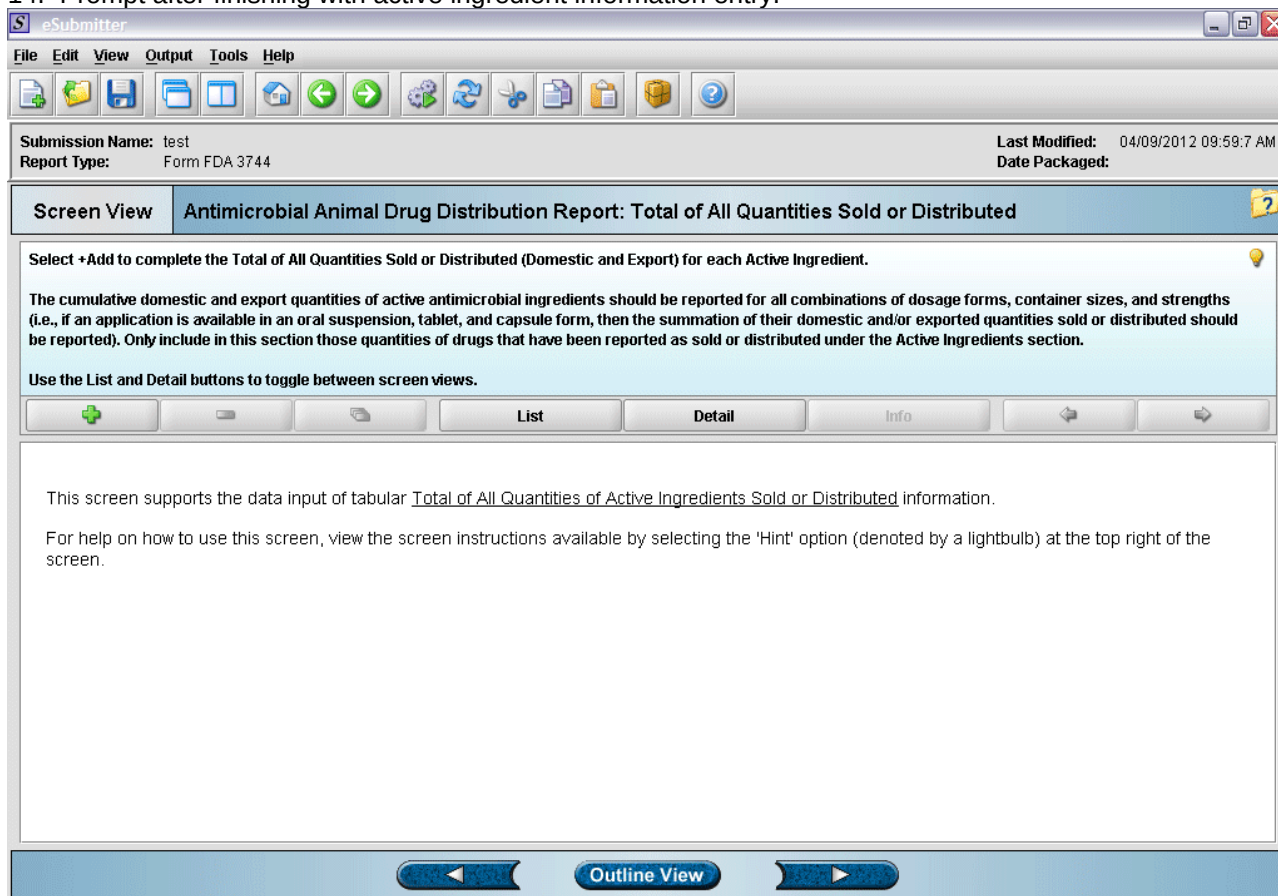 14. Prompt after finishing with active ingredient information entry.
S eSubmitter
File Edit View Output Tools Help
Submission Name: test
Last Modified: 04/09/2012 09:59:7 AM
Report Type: Form FDA 3744
Date Packaged:
Screen View
Antimicrobial Animal Drug Distribution Report: Total of All Quantities Sold or Distributed
Select +Add to complete the Total of All Quantities Sold or Distributed (Domestic and Export) for each Active Ingredient.
The cumulative domestic and export quantities of active antimicrobial ingredients should be reported for all combinations of dosage forms, container sizes, and strengths
(i.e., if an application is available in an oral suspension, tablet, and capsule form, then the summation of their domestic and/or exported quantities sold or distributed should
be reported). Only include in this section those quantities of drugs that have been reported as sold or distributed under the Active Ingredients section.
Use the List and Detail buttons to toggle between screen views.
List Detail Info
This screen supports the data input of tabular Total of All Quantities of Active Ingredients Sold or Distributed information.
For help on how to use this screen, view the screen instructions available by selecting the 'Hint' option (denoted by a lightbulb) at the top right of the
screen.
Outline View